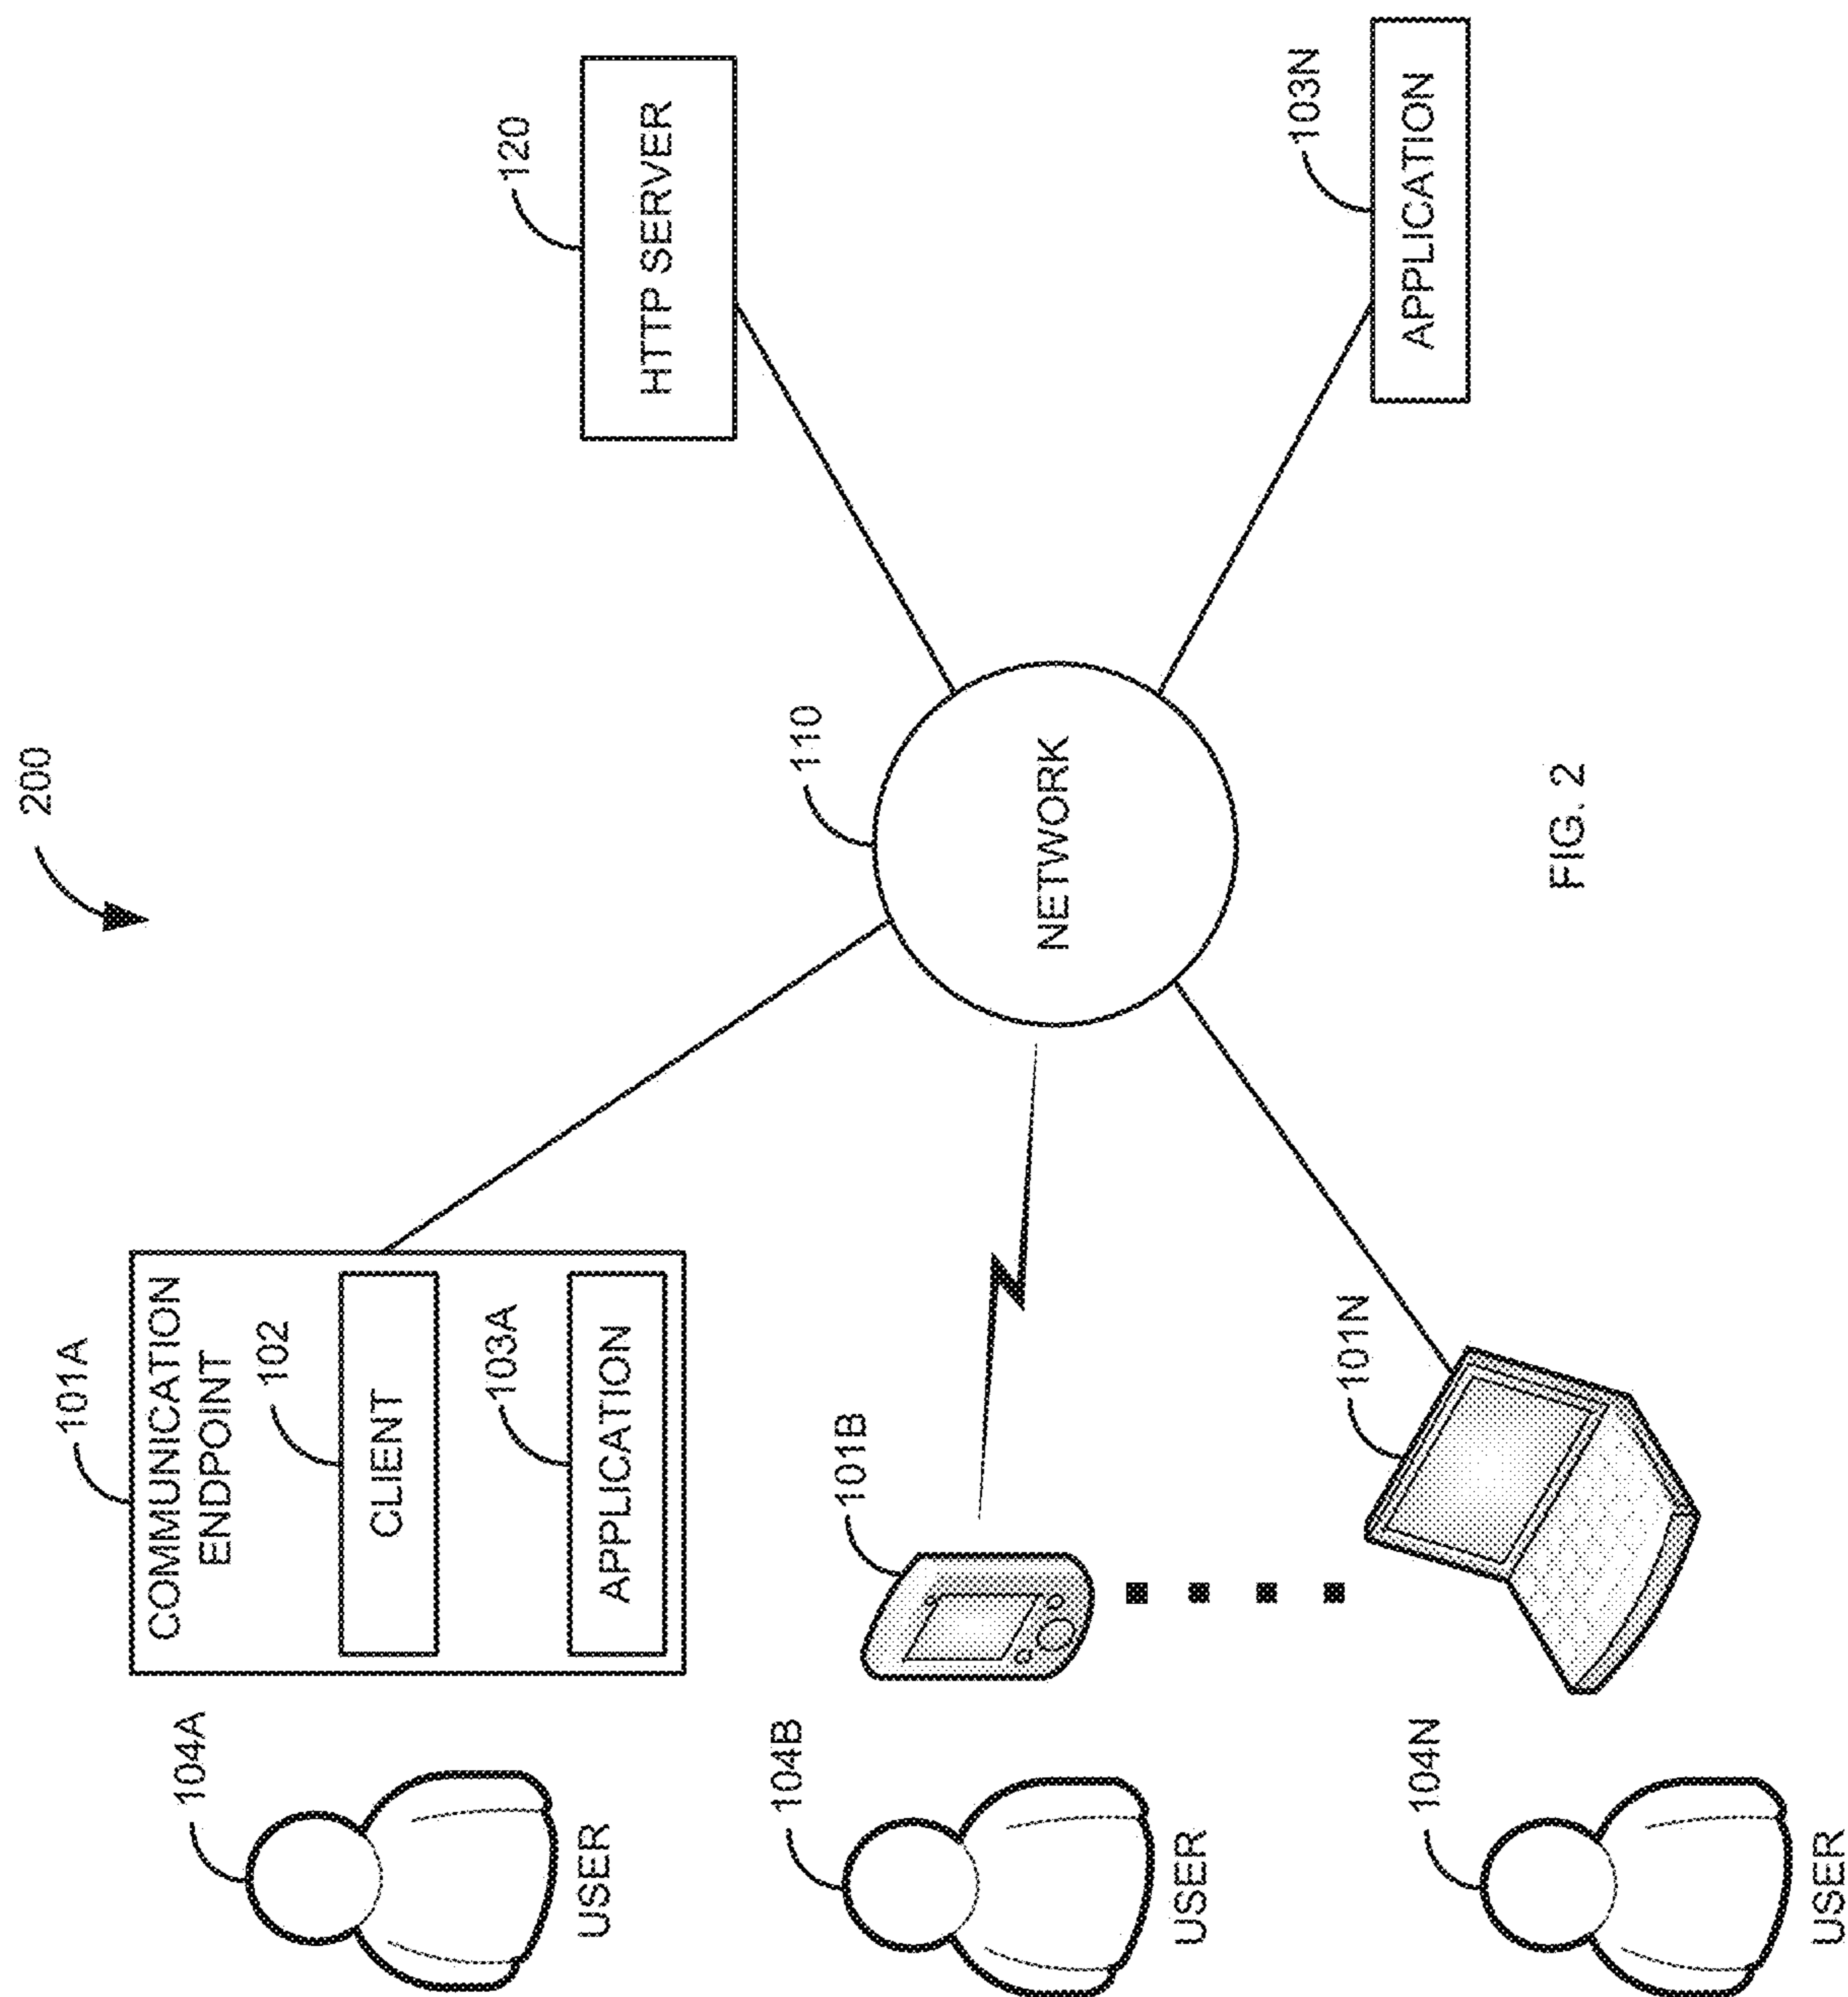 200
101A
COMMUNICATION
ENDPOINT
102
CLIENT
103A
APPLICATION
104A
USER
120
HTTP SERVER
110
NETWORK
101B
104B
USER
103N
APPLICATION
101N
104N
USER
FIG. 2